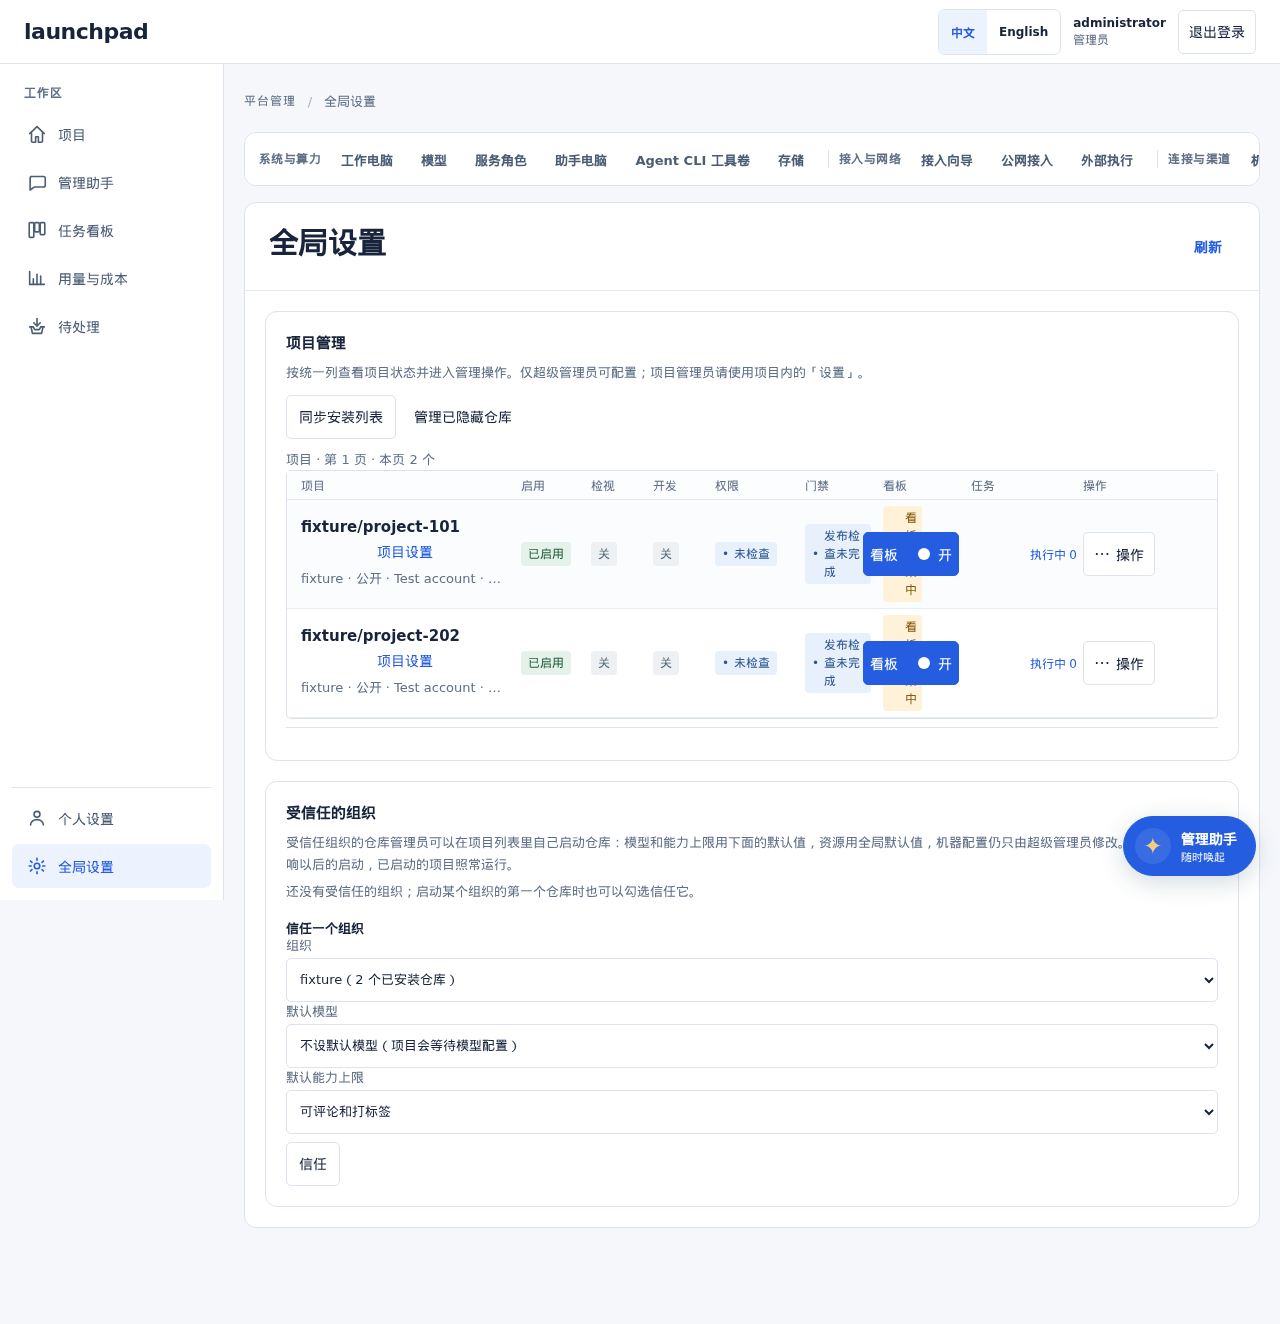 launchpad
中文 English
administrator
管理员
退出登录
工作区
项目
管理助手
任务看板
用量与成本
待处理
个人设置
全局设置
平台管理 / 全局设置
系统与算力 工作电脑 模型 服务角色 助手电脑 Agent CLI 工具卷 存储 接入与网络 接入向导 公网接入 外部执行 连接与渠道
全局设置
刷新
项目管理
按统一列查看项目状态并进入管理操作。仅超级管理员可配置；项目管理员请使用项目内的「设置」。
同步安装列表 管理已隐藏仓库
项目 · 第 1 页 · 本页 2 个
项目 启用 检视 开发 权限 门禁 看板 任务 操作
fixture/project-101
项目设置
fixture · 公开 · Test account · …
已启用 关 关 • 未检查
• 发布检
查未完
成
看
中
看板 开
执行中 0
··· 操作
fixture/project-202
项目设置
fixture · 公开 · Test account · …
已启用 关 关 • 未检查
• 发布检
查未完
成
看
中
看板 开
执行中 0
··· 操作
受信任的组织
受信任组织的仓库管理员可以在项目列表里自己启动仓库：模型和能力上限用下面的默认值，资源用全局默认值，机器配置仍只由超级管理员修改。
响以后的启动，已启动的项目照常运行。
还没有受信任的组织；启动某个组织的第一个仓库时也可以勾选信任它。
信任一个组织
组织
fixture（2 个已安装仓库）
默认模型
不设默认模型（项目会等待模型配置）
默认能力上限
可评论和打标签
信任
管理助手
随时唤起